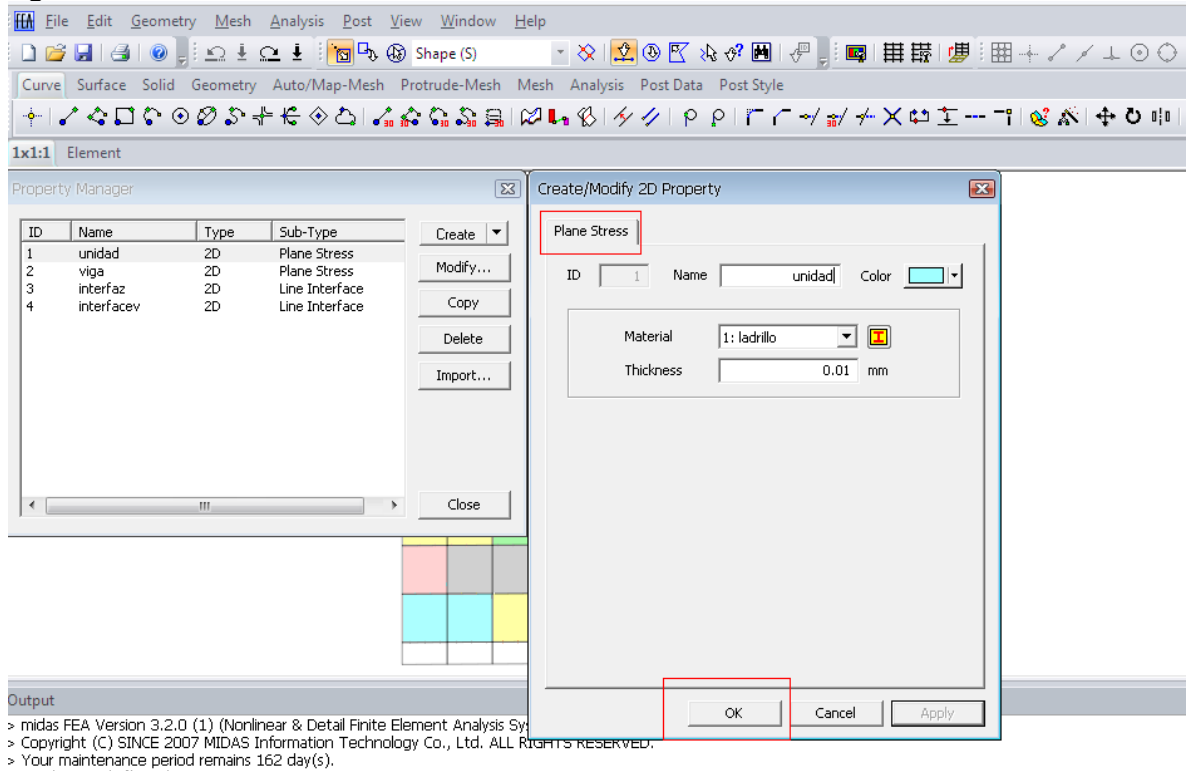 File Edit Geometry Mesh Analysis Post View Window Help
Shape (S)
Curve Surface Solid Geometry Auto/Map-Mesh Protrude-Mesh Mesh Analysis Post Data Post Style
1x1:1 Element
Property Manager
ID Name Type Sub-Type
1 unidad 2D Plane Stress
2 viga 2D Plane Stress
3 interfaz 2D Line Interface
4 interfacev 2D Line Interface
Create
Modify...
Copy
Delete
Import...
Close
Create/Modify 2D Property
Plane Stress
ID 1 Name unidad Color
Material 1: ladrillo
Thickness 0.01 mm
OK Cancel Apply
Output
> midas FEA Version 3.2.0 (1) (Nonlinear & Detail Finite Element Analysis Sy
> Copyright (C) SINCE 2007 MIDAS Information Technology Co., Ltd. ALL RIGHTS RESERVED.
> Your maintenance period remains 162 day(s).